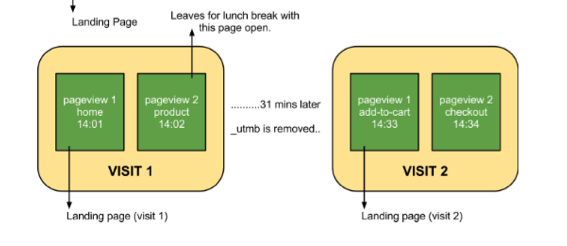 Landing Page
Leaves for lunch break with
this page open.
pageview 1
home
14:01
pageview 2
product
14:02
VISIT 1
..........31 mins later
_utmb is removed..
pageview 1
add-to-cart
14:33
pageview 2
checkout
14:34
VISIT 2
Landing page (visit 1)
Landing page (visit 2)